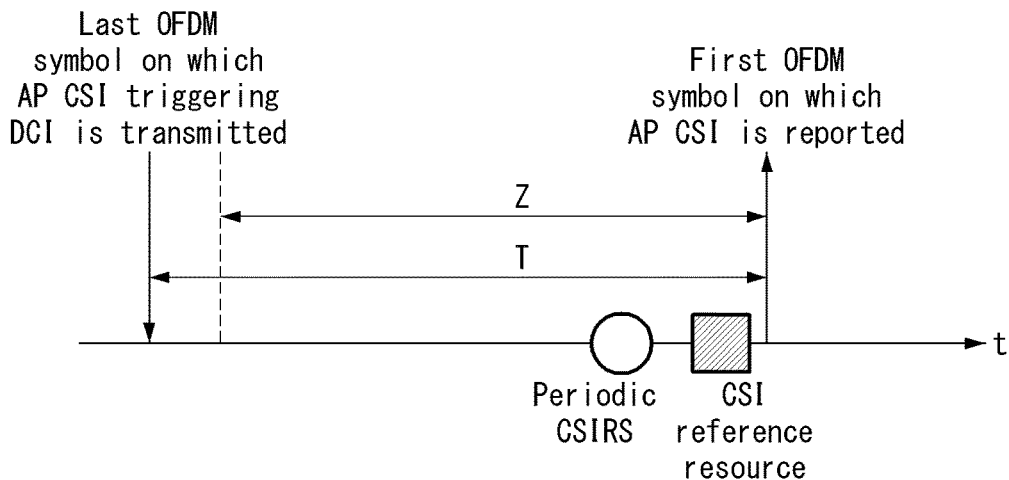 Last OFDM
symbol on which
AP CSI triggering
DCI is transmitted
First OFDM
symbol on which
AP CSI is reported
Z
T
t
Periodic
CSIRS
CSI
reference
resource